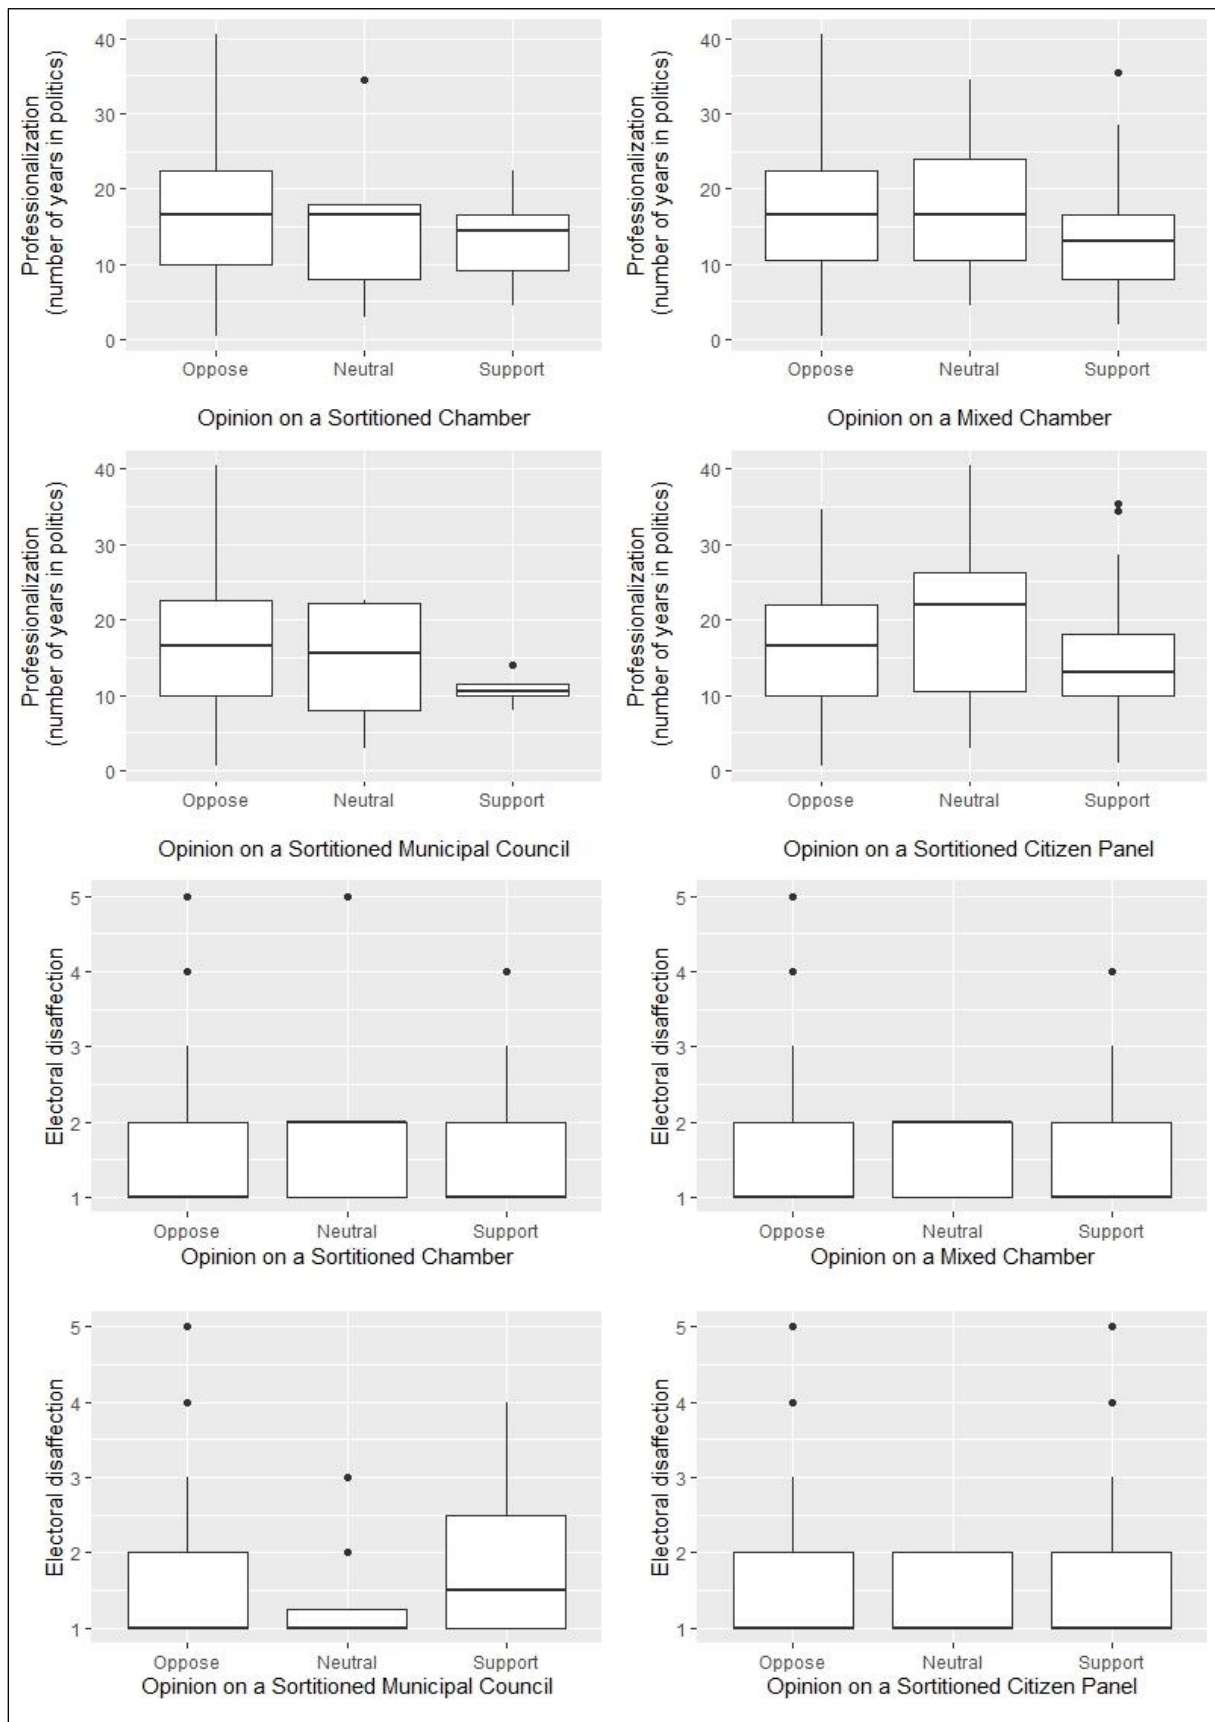 Professionalization
(number of years in politics)
40
30
20
10
0
Oppose Neutral Support
Opinion on a Sortitioned Chamber
Professionalization
(number of years in politics)
40
30
20
10
0
Oppose Neutral Support
Opinion on a Mixed Chamber
Professionalization
(number of years in politics)
40
30
20
10
0
Oppose Neutral Support
Opinion on a Sortitioned Municipal Council
Professionalization
(number of years in politics)
40
30
20
10
0
Oppose Neutral Support
Opinion on a Sortitioned Citizen Panel
Electoral disaffection
5
4
3
2
1
Oppose Neutral Support
Opinion on a Sortitioned Chamber
Electoral disaffection
5
4
3
2
1
Oppose Neutral Support
Opinion on a Mixed Chamber
Electoral disaffection
5
4
3
2
1
Oppose Neutral Support
Opinion on a Sortitioned Municipal Council
Electoral disaffection
5
4
3
2
1
Oppose Neutral Support
Opinion on a Sortitioned Citizen Panel